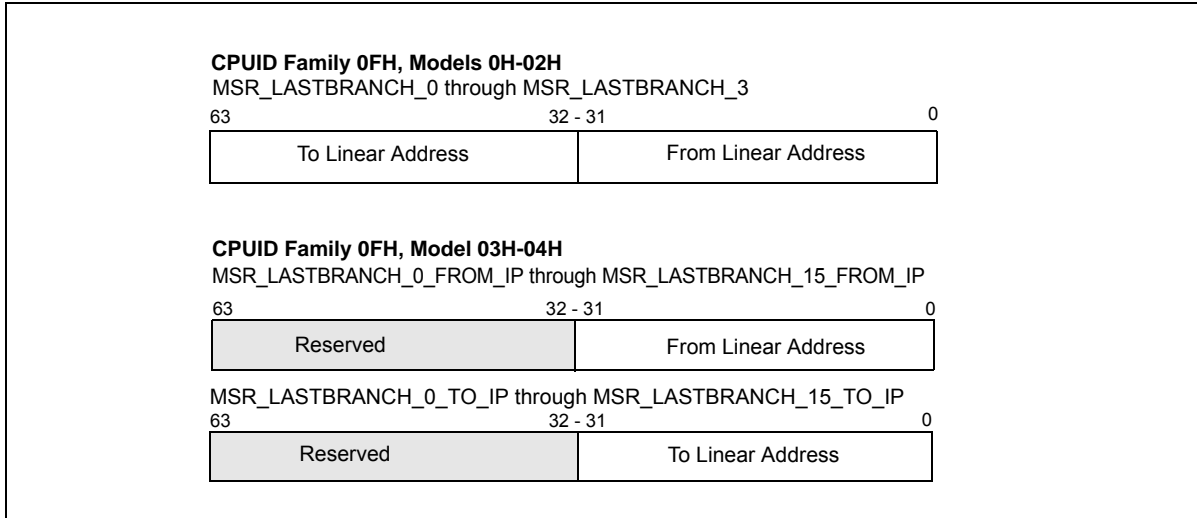 CPUID Family 0FH, Models 0H-02H
MSR_LASTBRANCH_0 through MSR_LASTBRANCH_3
63 32 - 31 0
To Linear Address From Linear Address
CPUID Family 0FH, Model 03H-04H
MSR_LASTBRANCH_0_FROM_IP through MSR_LASTBRANCH_15_FROM_IP
63 32 - 31 0
Reserved From Linear Address
MSR_LASTBRANCH_0_TO_IP through MSR_LASTBRANCH_15_TO_IP
63 32 - 31 0
Reserved To Linear Address